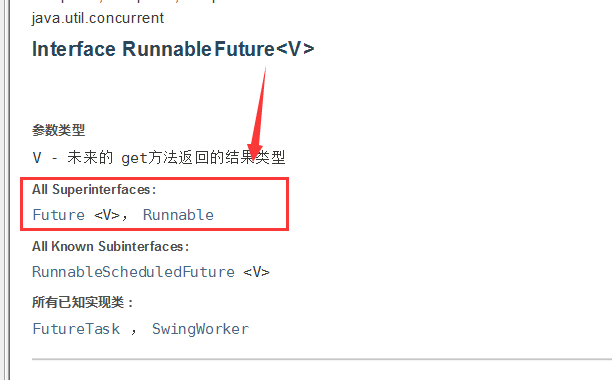 java.util.concurrent
Interface RunnableFuture<V>
参数类型
V - 未来的 get方法返回的结果类型
All Superinterfaces:
Future <V>， Runnable
All Known Subinterfaces:
RunnableScheduledFuture <V>
所有已知实现类：
FutureTask ， SwingWorker